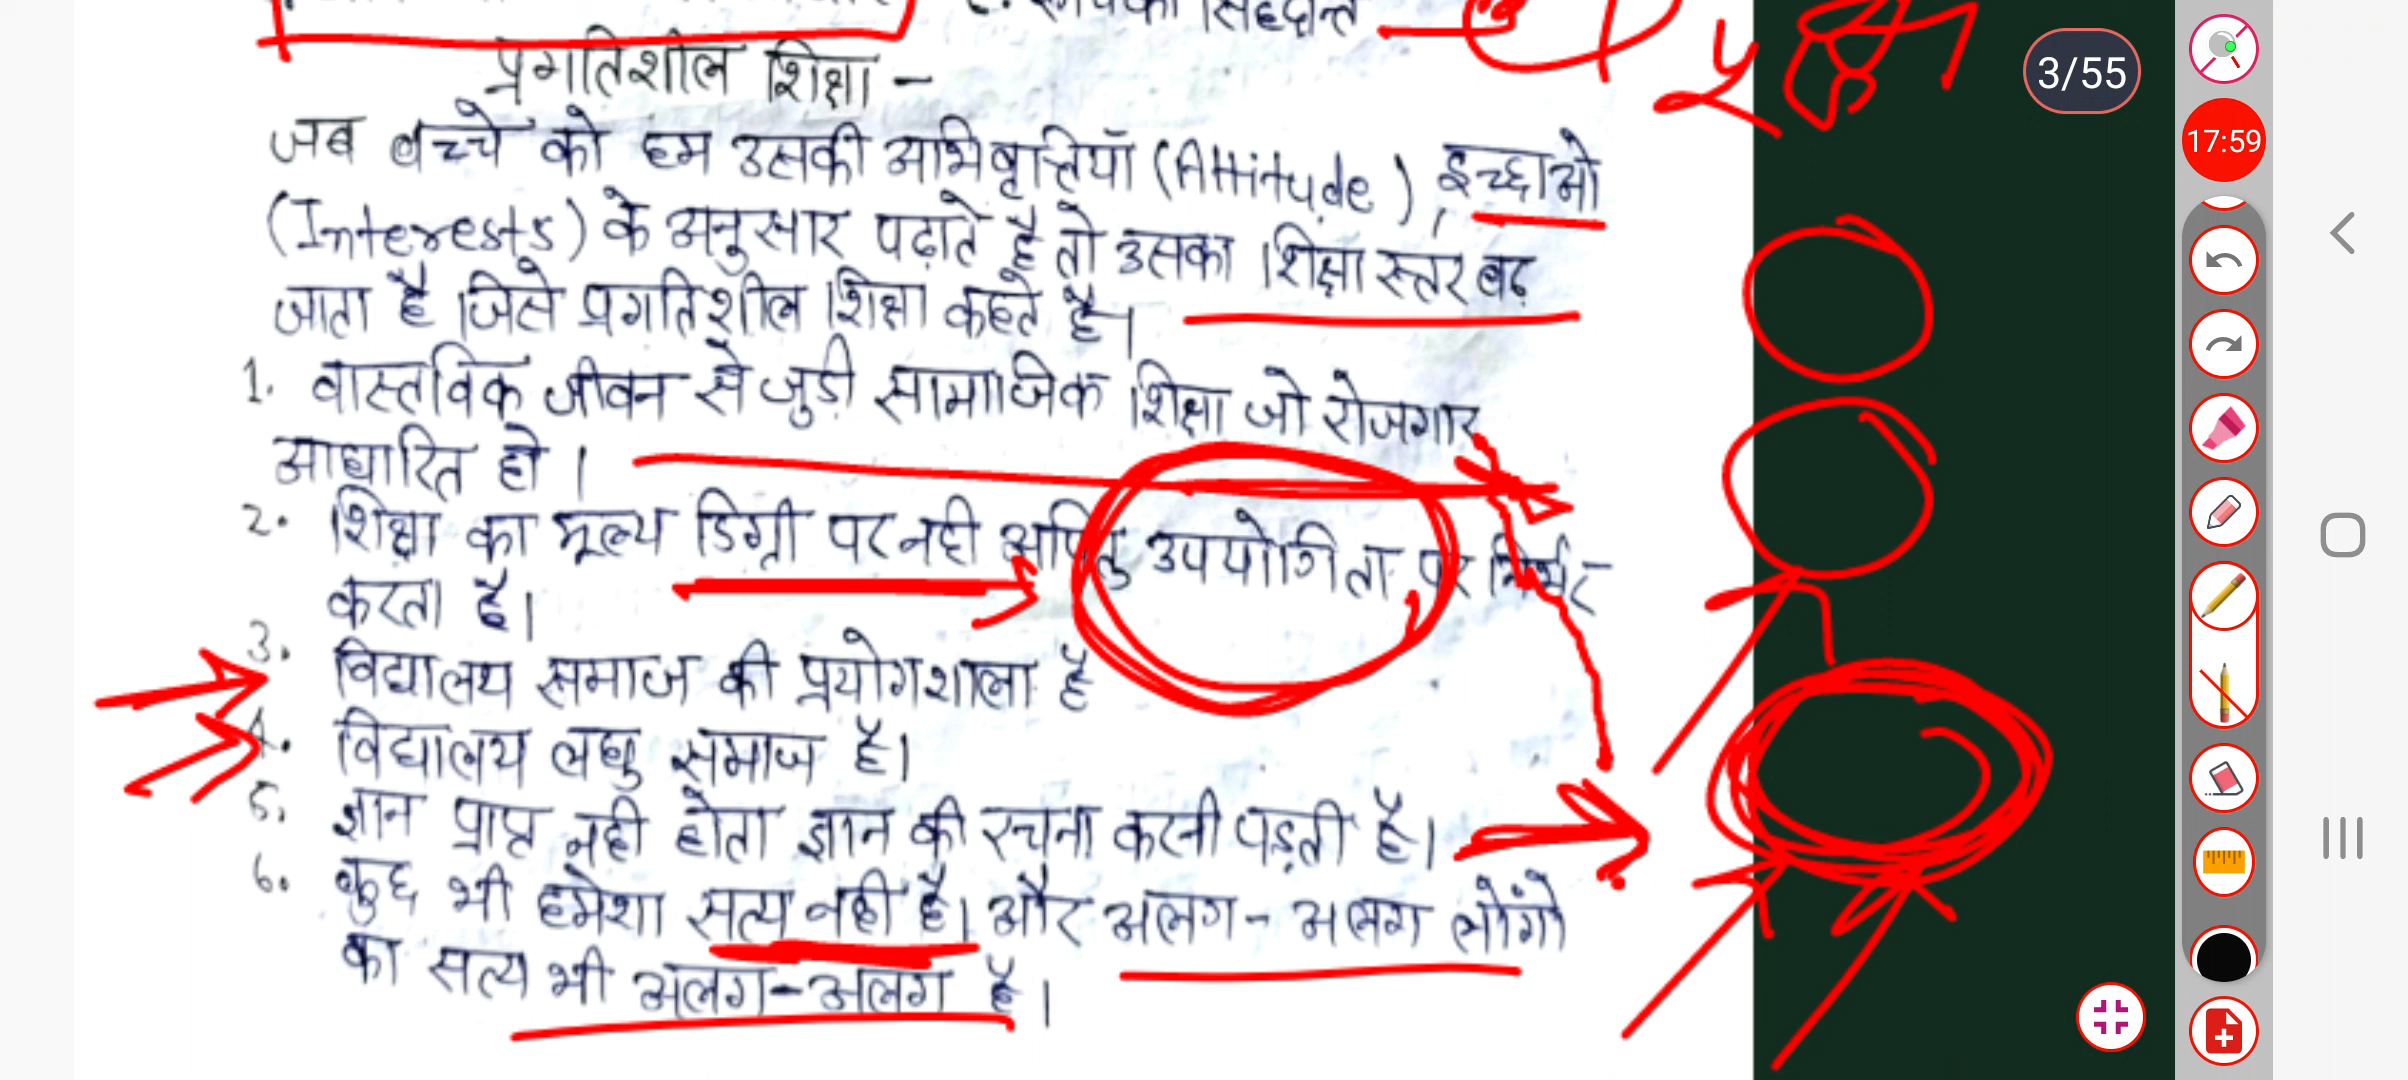 सिद्धान्त
प्रगतिशील शिक्षा -
जब बच्चे को हम उसकी अभिवृत्तियाँ (Attitude), इच्छाओ
(Interests) के अनुसार पढ़ाते है तो उसका शिक्षा स्तर बढ़
जाता है जिसे प्रगतिशील शिक्षा कहते है।
1. वास्तविक जीवन से जुडी सामाजिक शिक्षा जो रोजगार
आधारित हो।
2. शिक्षा का मूल्य डिग्री पर नही अपितु उपयोगिता पर निर्भर
करता है।
3. विद्यालय समाज की प्रयोगशाला है
4. विद्यालय लघु समाज है।
5. ज्ञान प्राप्त नही होता ज्ञान की रचना करनी पड़ती है।
6. कुछ भी हमेशा सत्य नही है। और अलग-अलग लोंगो
का सत्य भी अलग-अलग है।
3/55
17:59